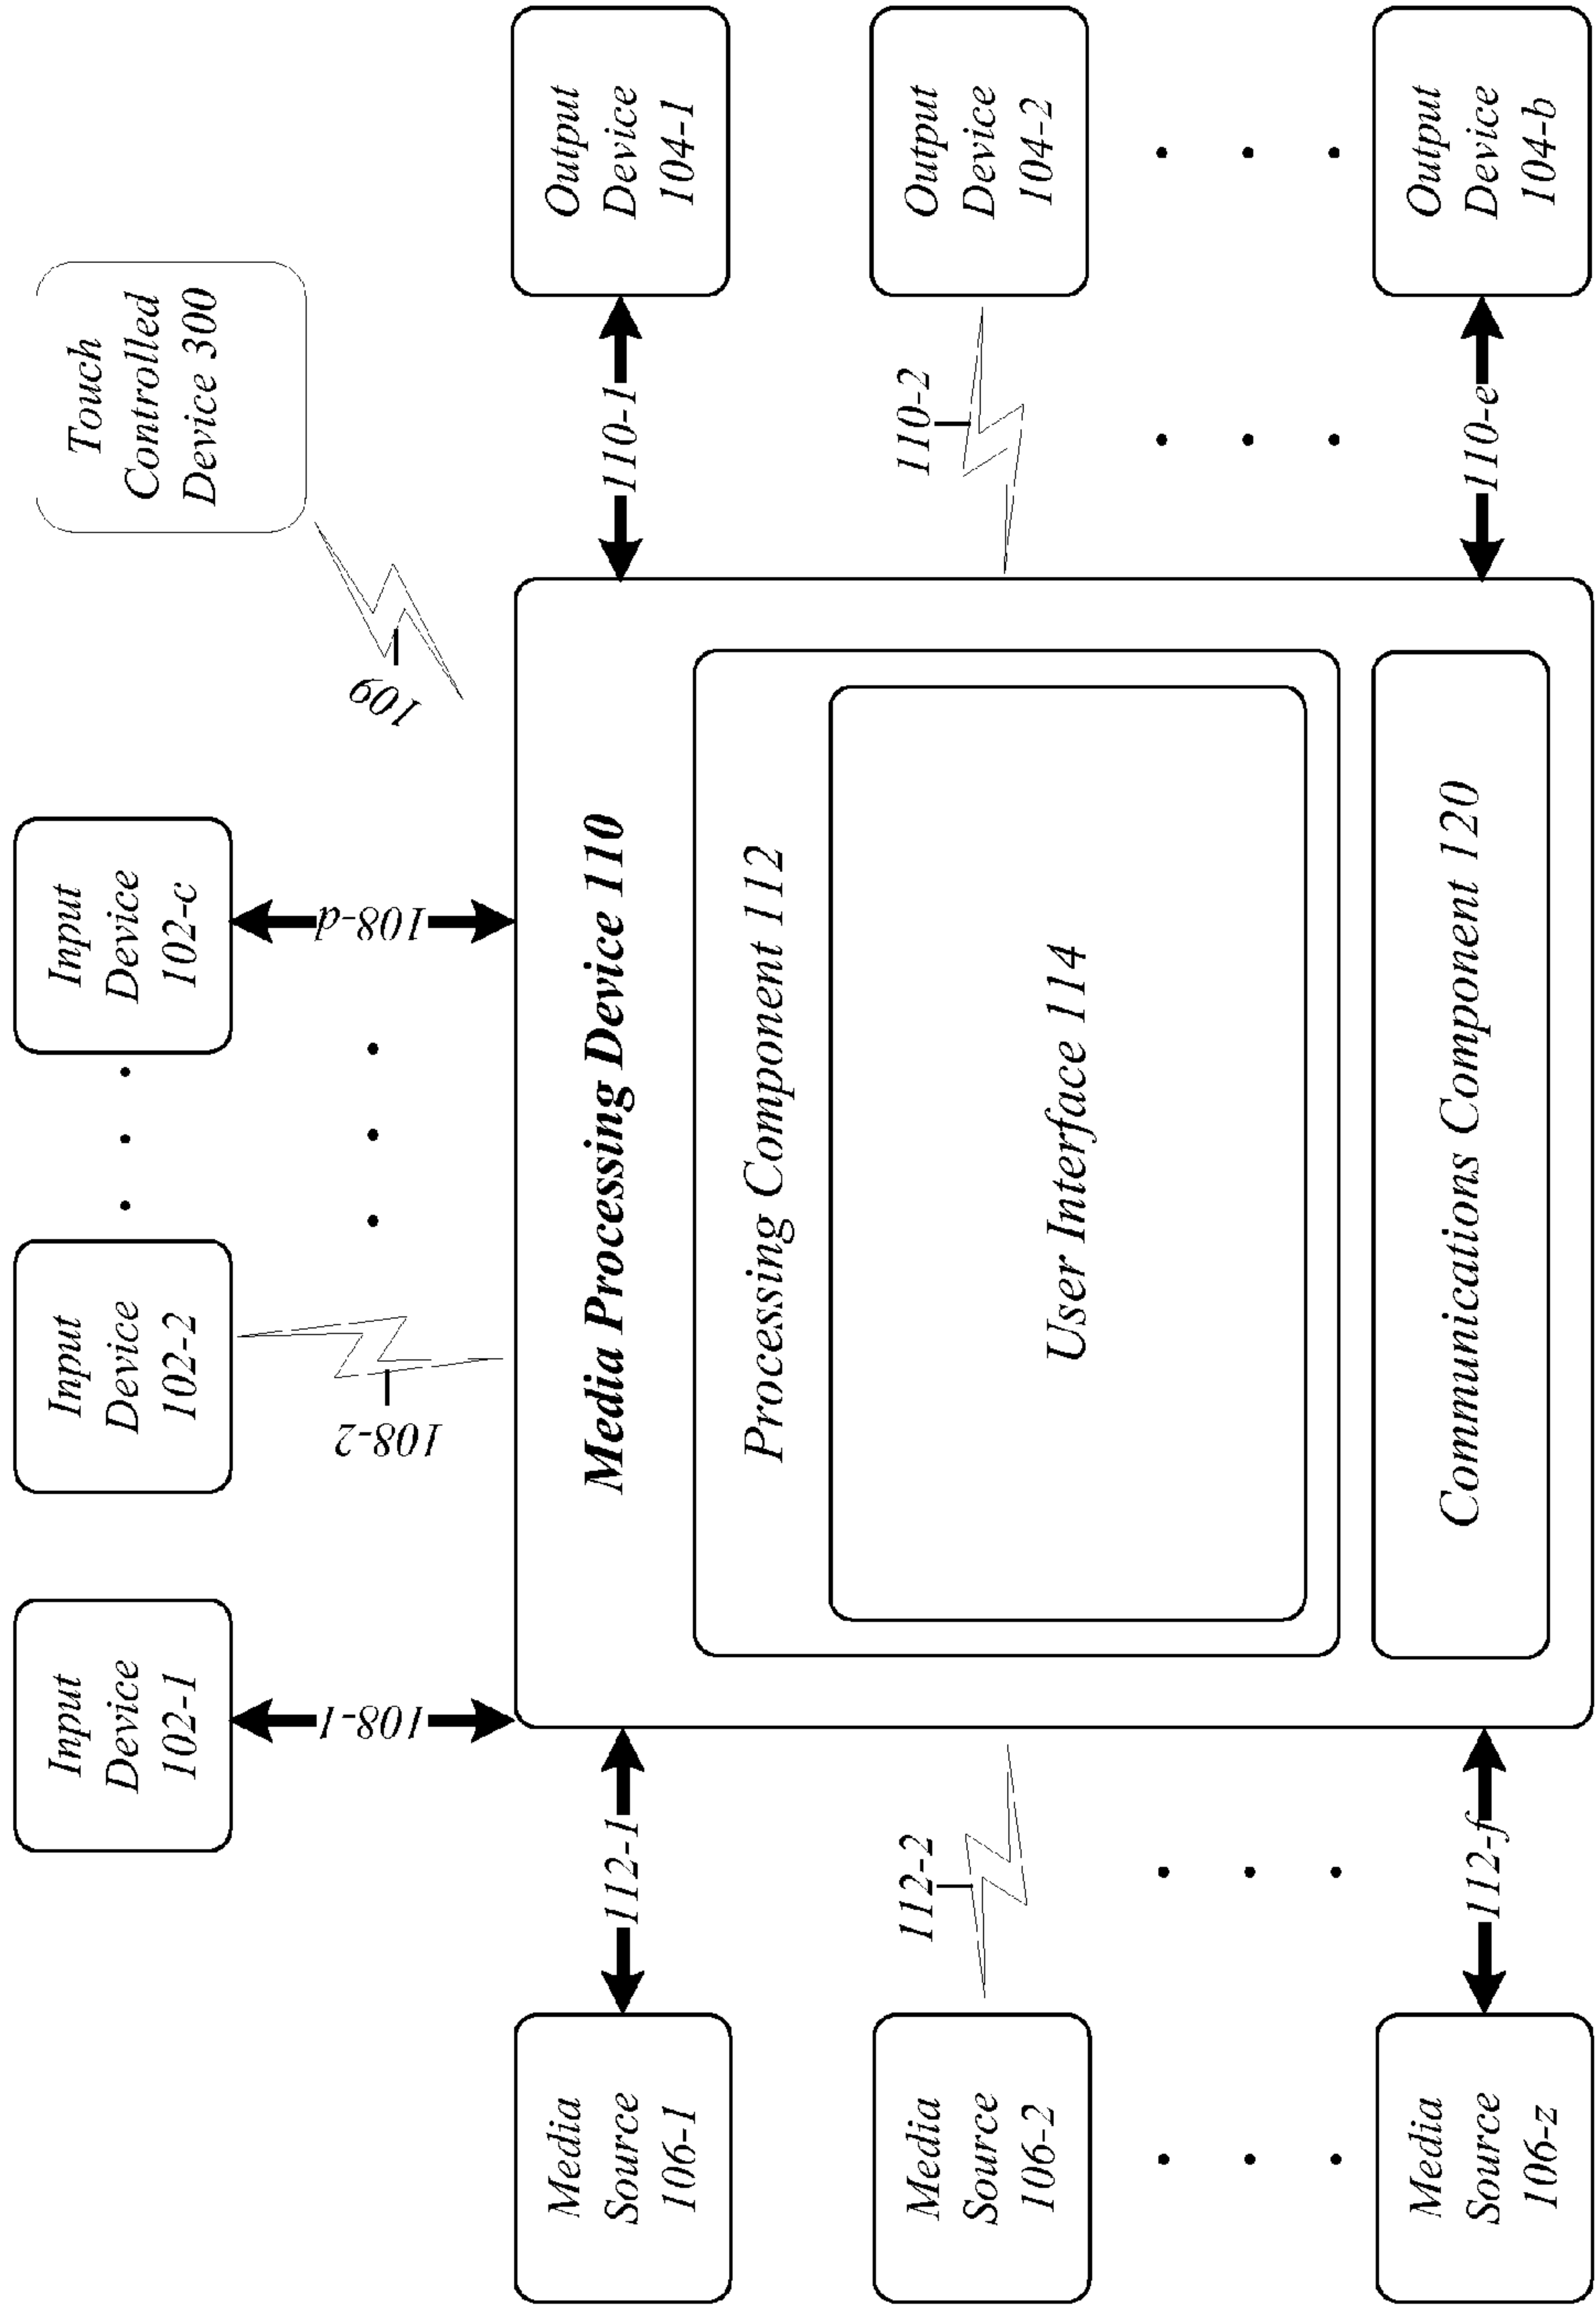 Input
Device
102-1
Input
Device
102-2
Input
Device
102-c
Touch
Controlled
Device 300
108-1
108-2
108-d
109
Media
Source
106-1
112-1
Media Processing Device 110
110-1
Output
Device
104-1
Processing Component 112
Media
Source
106-2
112-2
User Interface 114
110-2
Output
Device
104-2
Media
Source
106-z
112-f
Communications Component 120
110-e
Output
Device
104-b